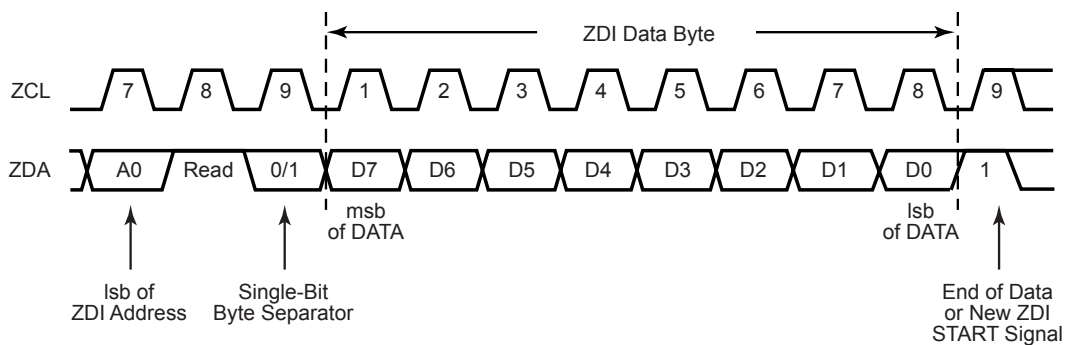 ZDI Data Byte
ZCL 7 8 9 1 2 3 4 5 6 7 8 9
ZDA A0 Read 0/1 D7 D6 D5 D4 D3 D2 D1 D0 1
msb
of DATA
lsb
of DATA
lsb of
ZDI Address
Single-Bit
Byte Separator
End of Data
or New ZDI
START Signal